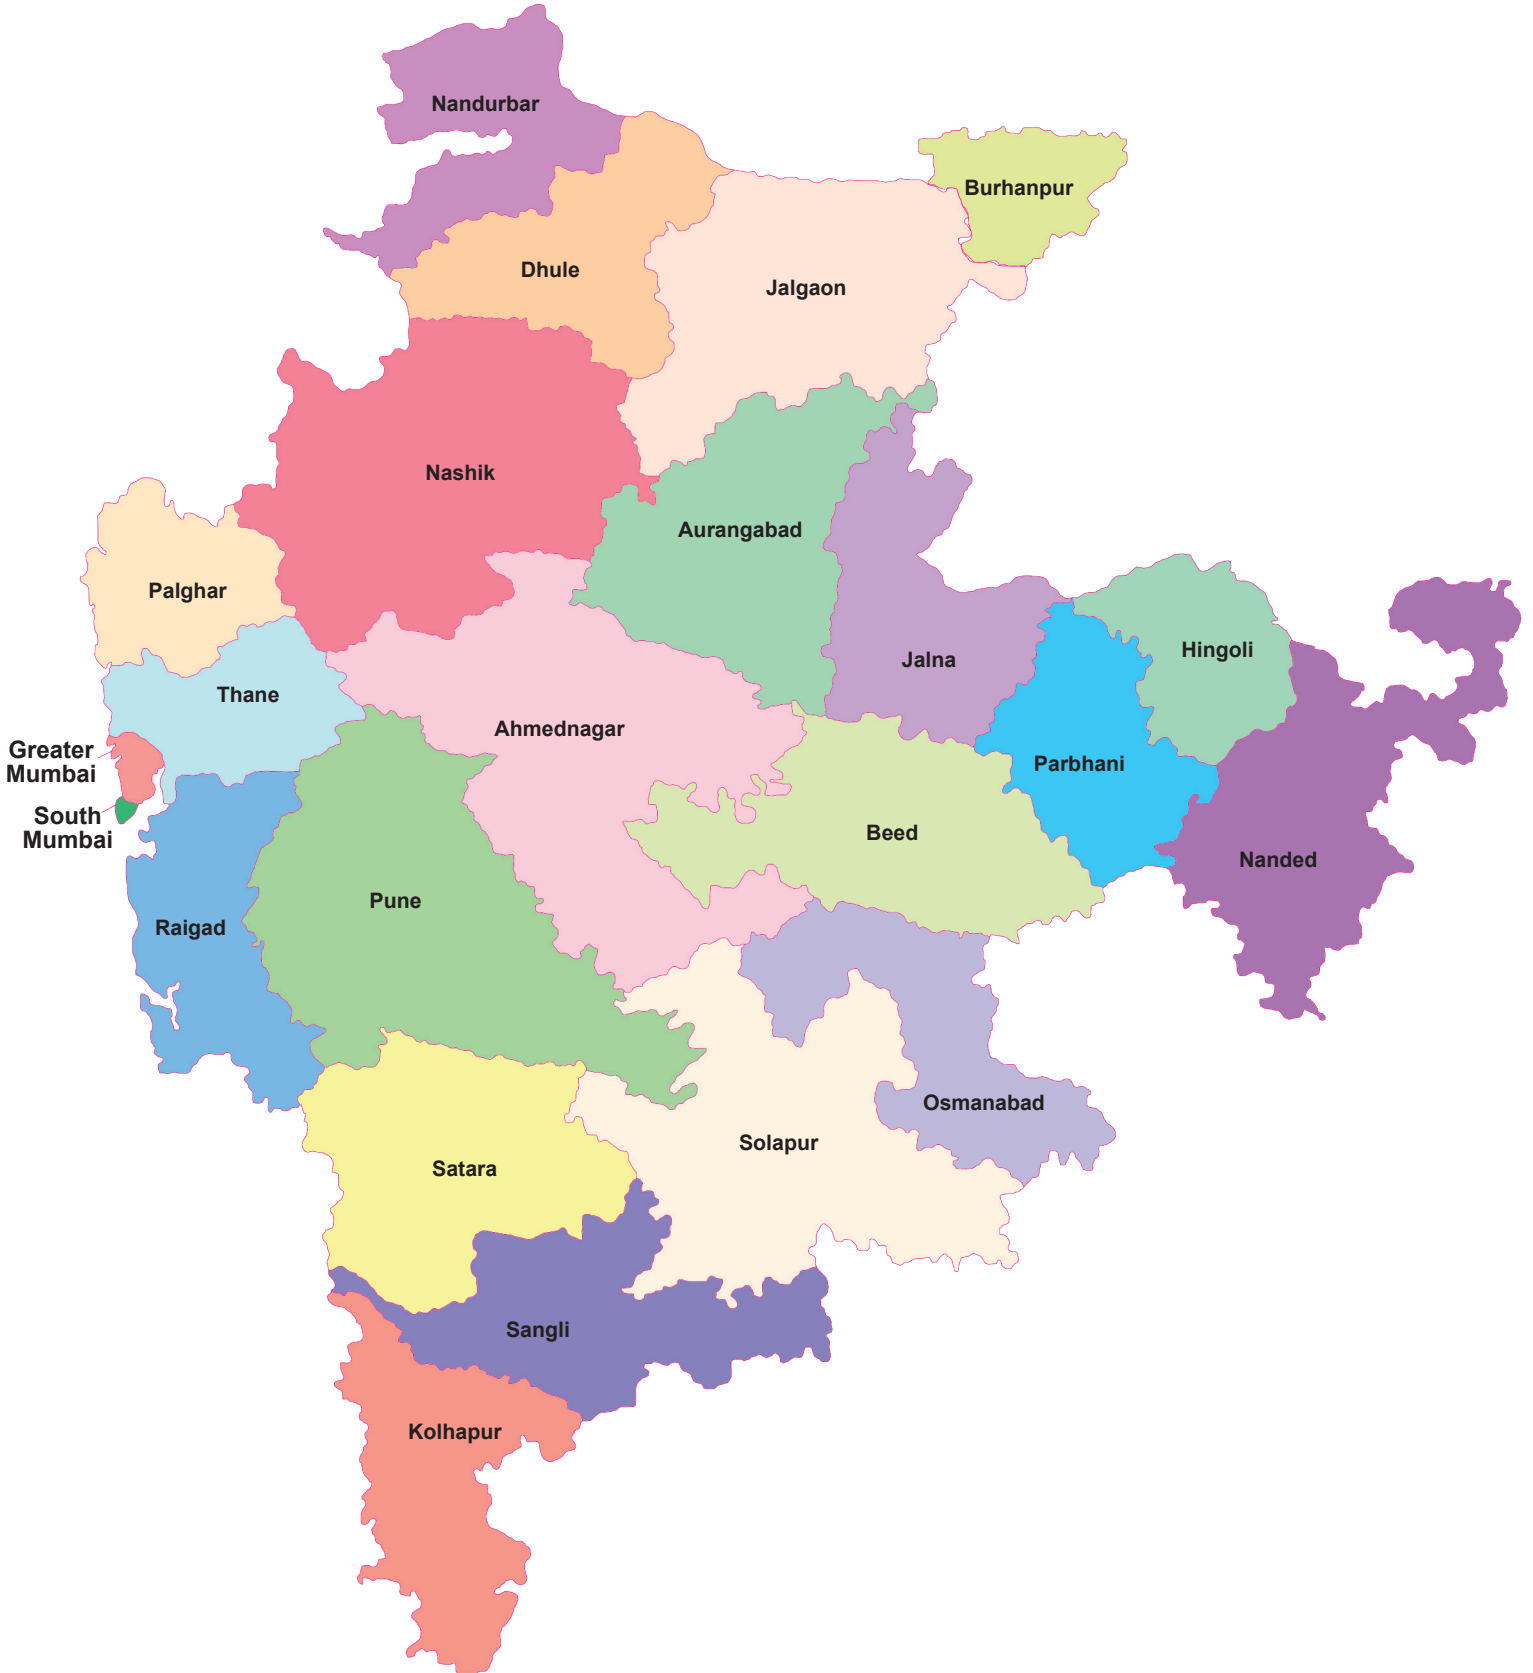 Nandurbar
Burhanpur
Dhule
Jalgaon
Nashik
Aurangabad
Palghar
Hingoli
Jalna
Thane
Ahmednagar
Greater
Mumbai
Parbhani
South
Mumbai
Beed
Nanded
Pune
Raigad
Osmanabad
Solapur
Satara
Sangli
Kolhapur